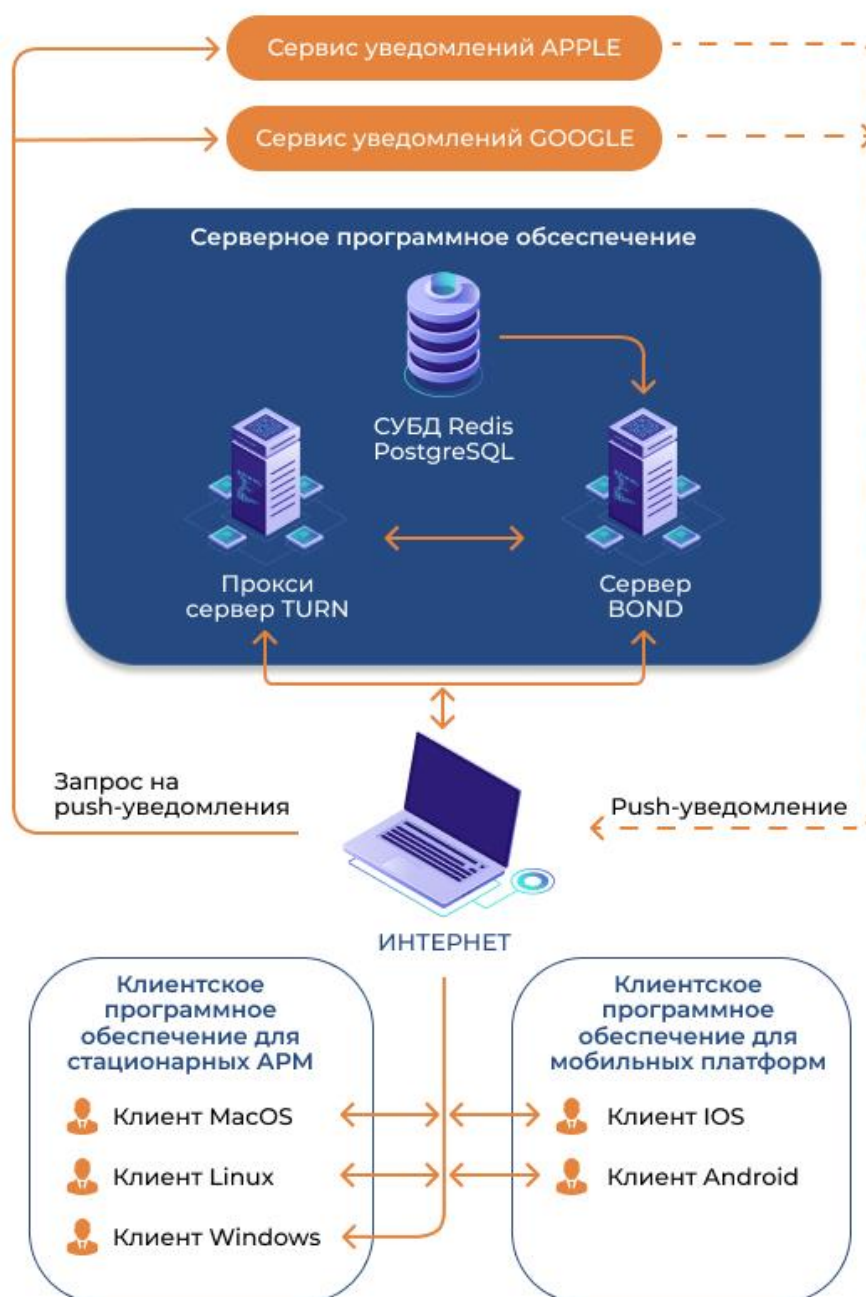 Сервис уведомлений APPLE
Сервис уведомлений GOOGLE
Серверное программное обсеспечение
СУБД Redis
PostgreSQL
Прокси
сервер TURN
Сервер
BOND
Запрос на
push-уведомления
Push-уведомление
ИНТЕРНЕТ
Клиентское
программное
обеспечение для
стационарных АРМ
Клиент MacOS
Клиент Linux
Клиент Windows
Клиентское
программное
обеспечение для
мобильных платформ
Клиент IOS
Клиент Android